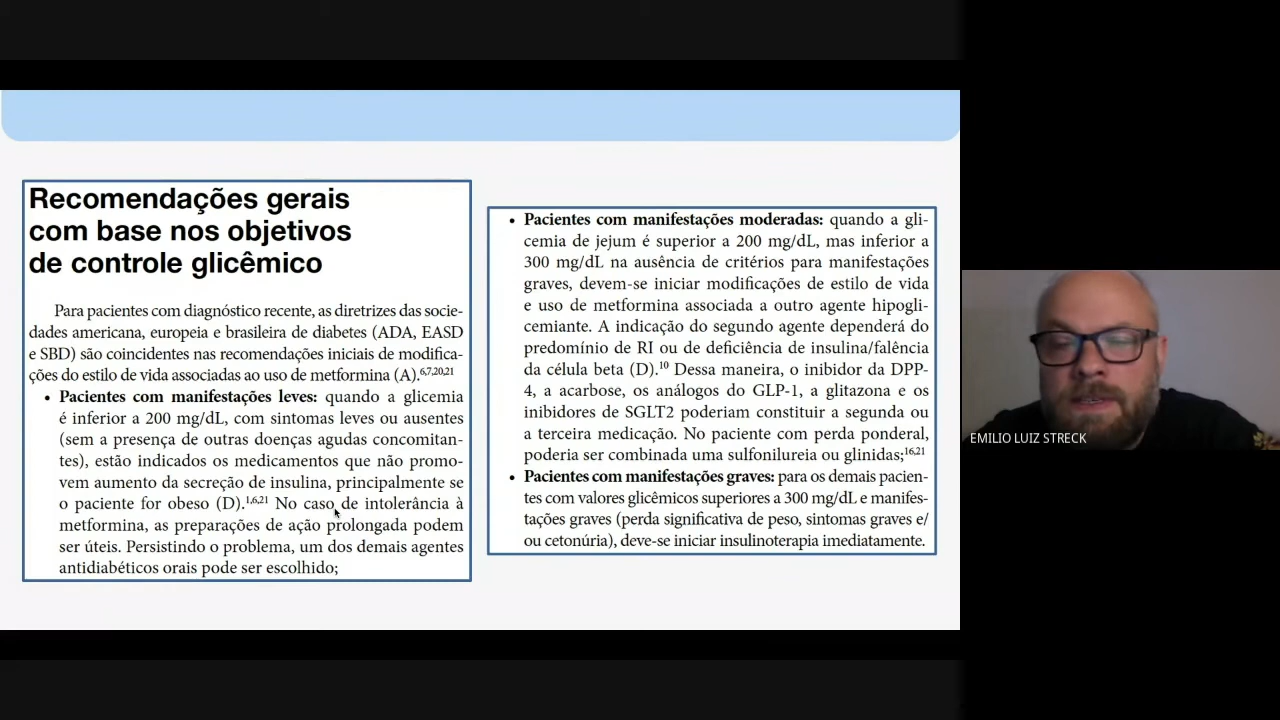 Recomendações gerais
com base nos objetivos
de controle glicêmico
Para pacientes com diagnóstico recente, as diretrizes das socie-
dades americana, europeia e brasileira de diabetes (ADA, EASD
e SBD) são coincidentes nas recomendações iniciais de modifica-
ções do estilo de vida associadas ao uso de metformina (A).6,7,20,21
• Pacientes com manifestações leves: quando a glicemia
é inferior a 200 mg/dL, com sintomas leves ou ausentes
(sem a presença de outras doenças agudas concomitan-
tes), estão indicados os medicamentos que não promo-
vem aumento da secreção de insulina, principalmente se
o paciente for obeso (D).1,6,21 No caso de intolerância à
metformina, as preparações de ação prolongada podem
ser úteis. Persistindo o problema, um dos demais agentes
antidiabéticos orais pode ser escolhido;
• Pacientes com manifestações moderadas: quando a gli-
cemia de jejum é superior a 200 mg/dL, mas inferior a
300 mg/dL na ausência de critérios para manifestações
graves, devem-se iniciar modificações de estilo de vida
e uso de metformina associada a outro agente hipogli-
cemiante. A indicação do segundo agente dependerá do
predomínio de RI ou de deficiência de insulina/falência
da célula beta (D).10 Dessa maneira, o inibidor da DPP-
4, a acarbose, os análogos do GLP-1, a glitazona e os
inibidores de SGLT2 poderiam constituir a segunda ou
a terceira medicação. No paciente com perda ponderal,
poderia ser combinada uma sulfonilureia ou glinidas;16,21
• Pacientes com manifestações graves: para os demais pacien-
tes com valores glicêmicos superiores a 300 mg/dL e manifes-
tações graves (perda significativa de peso, sintomas graves e/
ou cetonúria), deve-se iniciar insulinoterapia imediatamente.
EMILIO LUIZ STRECK